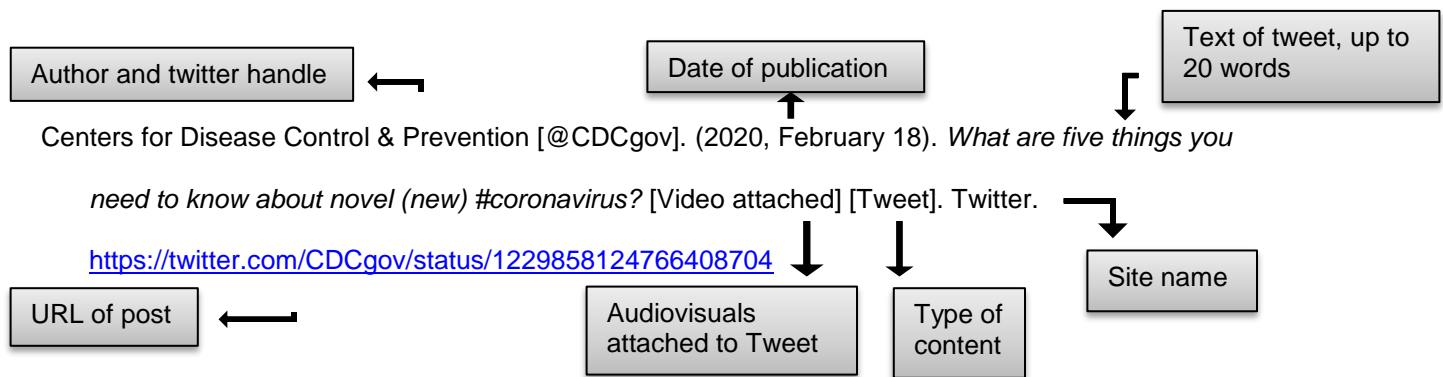 Text of tweet, up to
20 words
Author and twitter handle
Date of publication
Centers for Disease Control & Prevention [@CDCgov]. (2020, February 18). What are five things you
need to know about novel (new) #coronavirus? [Video attached] [Tweet]. Twitter.
https://twitter.com/CDCgov/status/1229858124766408704
Site name
URL of post
Audiovisuals
attached to Tweet
Type of
content